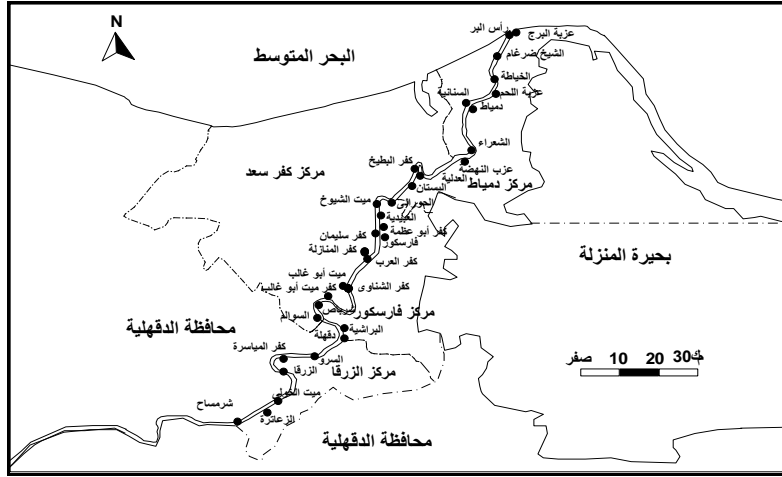 N
رأس البر
عزبة البرج
البحر المتوسط
الشيخ ضرغام
الخياطة
السنانية
عزبة اللحم
دمياط
الشعراء
كفر البطيخ
عزب النهضة
مركز كفر سعد
العدلية
مركز دمياط
البستان
ميت الشيوخ
الحورانى
العبيدية
كفر أبو عظمة
كفر سليمان
فارسكور
كفر المنازلة
بحيرة المنزلة
كفر العرب
ميت أبو غالب
كفر ميت أبو غالب
كفر الشناوى
السوالم
مركز فارسكور
محافظة الدقهلية
البراشية
دقهلة
كفر المياسرة
السرو
صفر 10 20 30ك
الزرقا
مركز الزرقا
ميت الخولى
شرمساح
الزعاترة
محافظة الدقهلية